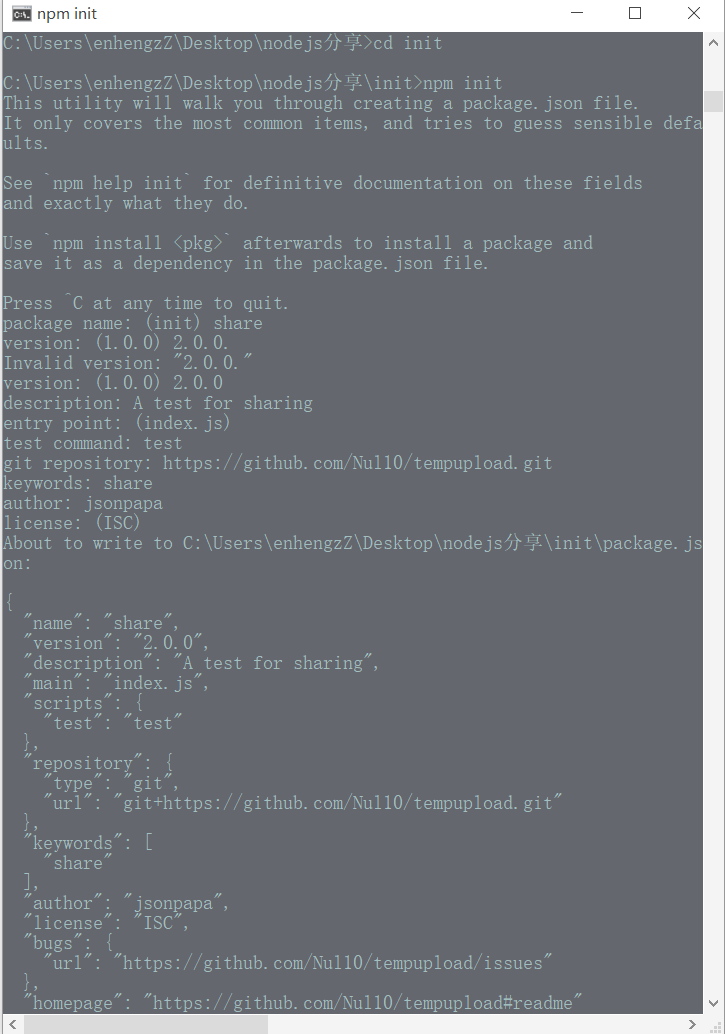 npm init
C:\Users\enhengzZ\Desktop\nodejs分享>cd init
C:\Users\enhengzZ\Desktop\nodejs分享\init>npm init
This utility will walk you through creating a package.json file.
It only covers the most common items, and tries to guess sensible defa
ults.
See `npm help init` for definitive documentation on these fields
and exactly what they do.
Use `npm install <pkg>` afterwards to install a package and
save it as a dependency in the package.json file.
Press ^C at any time to quit.
package name: (init) share
version: (1.0.0) 2.0.0.
Invalid version: "2.0.0."
version: (1.0.0) 2.0.0
description: A test for sharing
entry point: (index.js)
test command: test
git repository: https://github.com/Nul10/tempupload.git
keywords: share
author: jsonpapa
license: (ISC)
About to write to C:\Users\enhengzZ\Desktop\nodejs分享\init\package.js
on:
{
  "name": "share",
  "version": "2.0.0",
  "description": "A test for sharing",
  "main": "index.js",
  "scripts": {
    "test": "test"
  },
  "repository": {
    "type": "git",
    "url": "git+https://github.com/Nul10/tempupload.git"
  },
  "keywords": [
    "share"
  ],
  "author": "jsonpapa",
  "license": "ISC",
  "bugs": {
    "url": "https://github.com/Nul10/tempupload/issues"
  },
  "homepage": "https://github.com/Nul10/tempupload#readme"